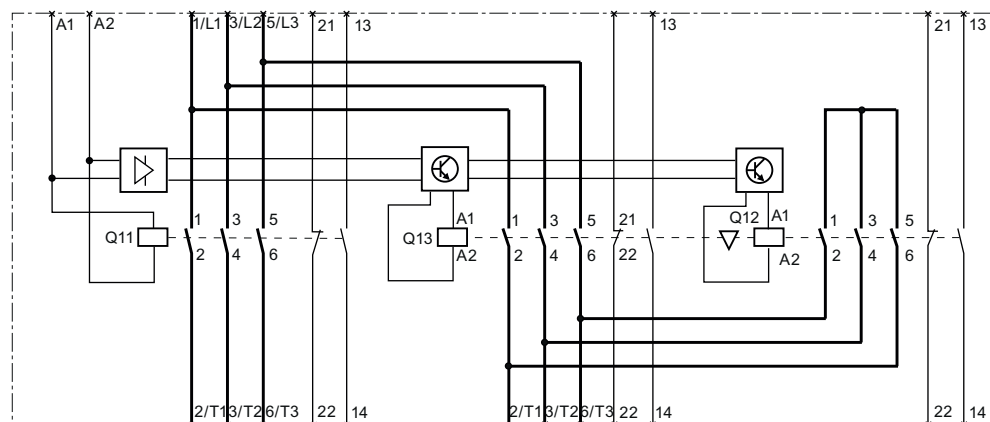 A1 A2 1/L1 3/L2 5/L3 21 13 13 21 13
Q11 1 3 5 Q13 A1 1 3 5 21 Q12 A1 1 3 5
2 4 6 A2 2 4 6 22 A2 2 4 6
2/T1 3/T2 6/T3 22 14 2/T1 3/T2 6/T3 22 14 22 14